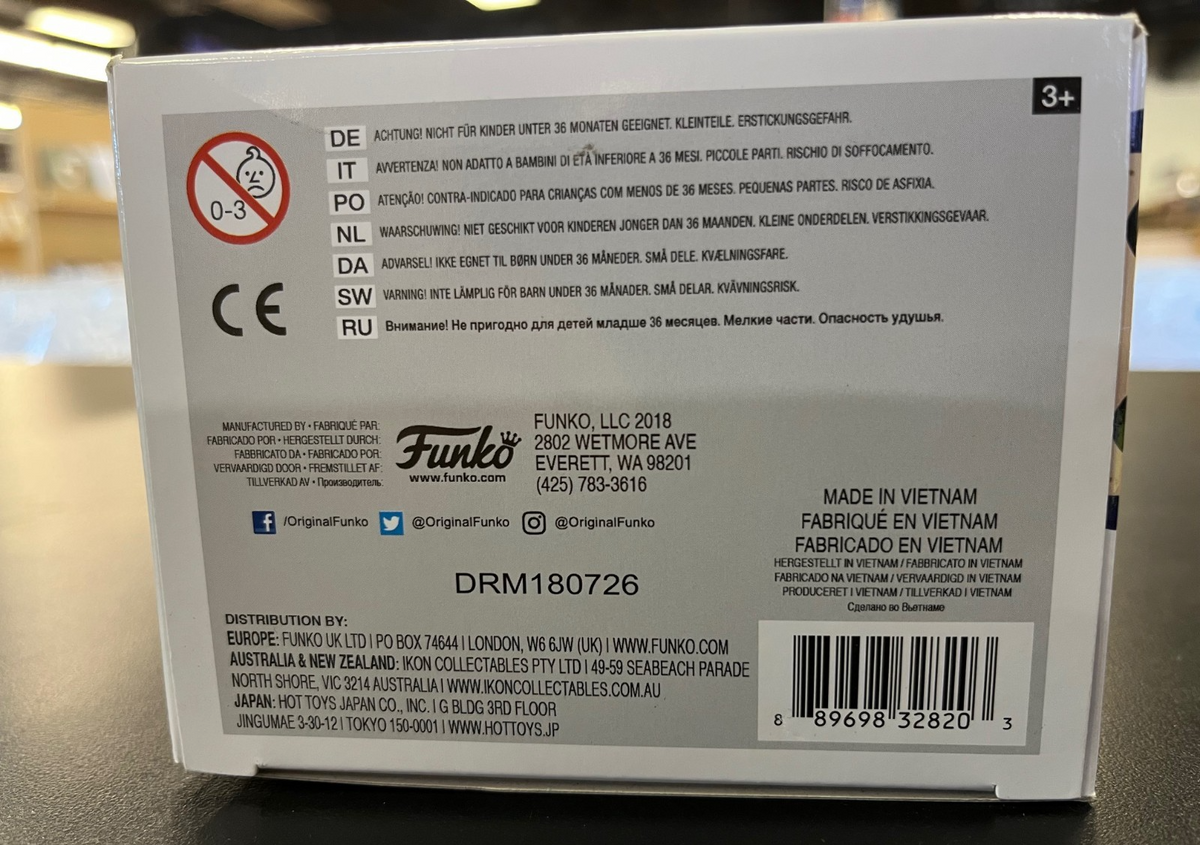 3+
0-3
DE ACHTUNG! NICHT FÜR KINDER UNTER 36 MONATEN GEEIGNET. KLEINTEILE. ERSTICKUNGSGEFAHR.
IT AVVERTENZA! NON ADATTO A BAMBINI DI ETÀ INFERIORE A 36 MESI. PICCOLE PARTI. RISCHIO DI SOFFOCAMENTO.
PO ATENÇÃO! CONTRA-INDICADO PARA CRIANÇAS COM MENOS DE 36 MESES. PEQUENAS PARTES. RISCO DE ASFIXIA.
NL WAARSCHUWING! NIET GESCHIKT VOOR KINDEREN JONGER DAN 36 MAANDEN. KLEINE ONDERDELEN. VERSTIKKINGSGEVAAR.
DA ADVARSEL! IKKE EGNET TIL BØRN UNDER 36 MÅNEDER. SMÅ DELE. KVÆLNINGSFARE.
SW VARNING! INTE LÄMPLIG FÖR BARN UNDER 36 MÅNADER. SMÅ DELAR. KVÄVNINGSRISK.
RU Внимание! Не пригодно для детей младше 36 месяцев. Мелкие части. Опасность удушья.
CE
MANUFACTURED BY • FABRIQUÉ PAR:
FABRICADO POR • HERGESTELLT DURCH:
FABBRICATO DA • FABRICADO POR:
VERVAARDIGD DOOR • FREMSTILLET AF:
TILLVERKAD AV • Производитель:
Funko
www.funko.com
FUNKO, LLC 2018
2802 WETMORE AVE
EVERETT, WA 98201
(425) 783-3616
/OriginalFunko @OriginalFunko @OriginalFunko
DRM180726
MADE IN VIETNAM
FABRIQUÉ EN VIETNAM
FABRICADO EN VIETNAM
HERGESTELLT IN VIETNAM / FABBRICATO IN VIETNAM
FABRICADO NA VIETNAM / VERVAARDIGD IN VIETNAM
PRODUCERET I VIETNAM / TILLVERKAD I VIETNAM
Сделано во Вьетнаме
DISTRIBUTION BY:
EUROPE: FUNKO UK LTD | PO BOX 74644 | LONDON, W6 6JW (UK) | WWW.FUNKO.COM
AUSTRALIA & NEW ZEALAND: IKON COLLECTABLES PTY LTD | 49-59 SEABEACH PARADE
NORTH SHORE, VIC 3214 AUSTRALIA | WWW.IKONCOLLECTABLES.COM.AU
JAPAN: HOT TOYS JAPAN CO., INC. | G BLDG 3RD FLOOR
JINGUMAE 3-30-12 | TOKYO 150-0001 | WWW.HOTTOYS.JP
8 89698 32820 3